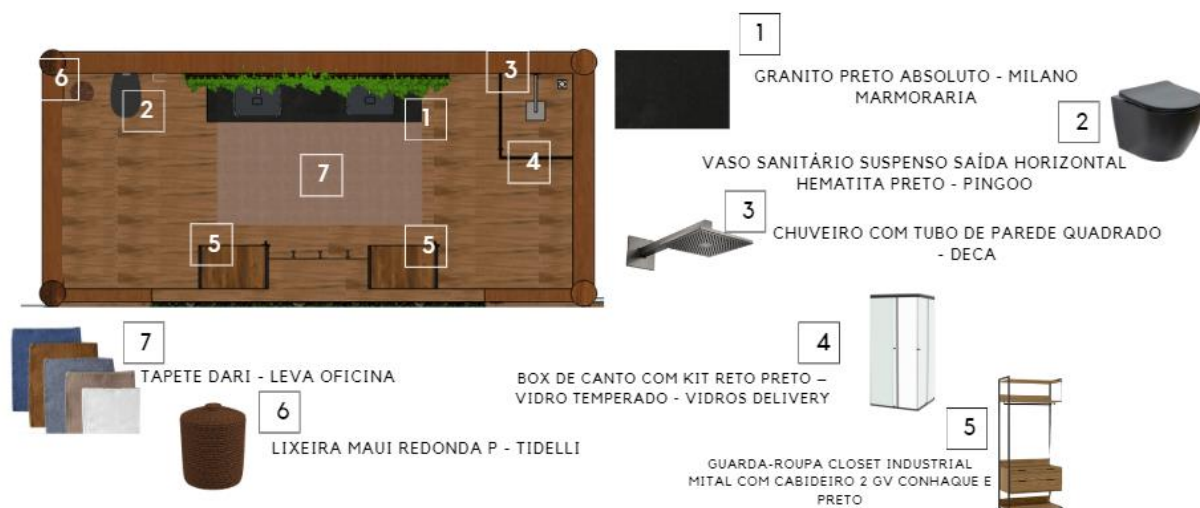 6
2
1
3
4
7
5
5
1
GRANITO PRETO ABSOLUTO - MILANO
MARMORARIA
2
VASO SANITÁRIO SUSPENSO SAÍDA HORIZONTAL
HEMATITA PRETO - PINGOO
3
CHUVEIRO COM TUBO DE PAREDE QUADRADO
- DECA
4
BOX DE CANTO COM KIT RETO PRETO –
VIDRO TEMPERADO - VIDROS DELIVERY
5
GUARDA-ROUPA CLOSET INDUSTRIAL
MITAL COM CABIDEIRO 2 GV CONHAQUE E
PRETO
7
TAPETE DARI - LEVA OFICINA
6
LIXEIRA MAUI REDONDA P - TIDELLI